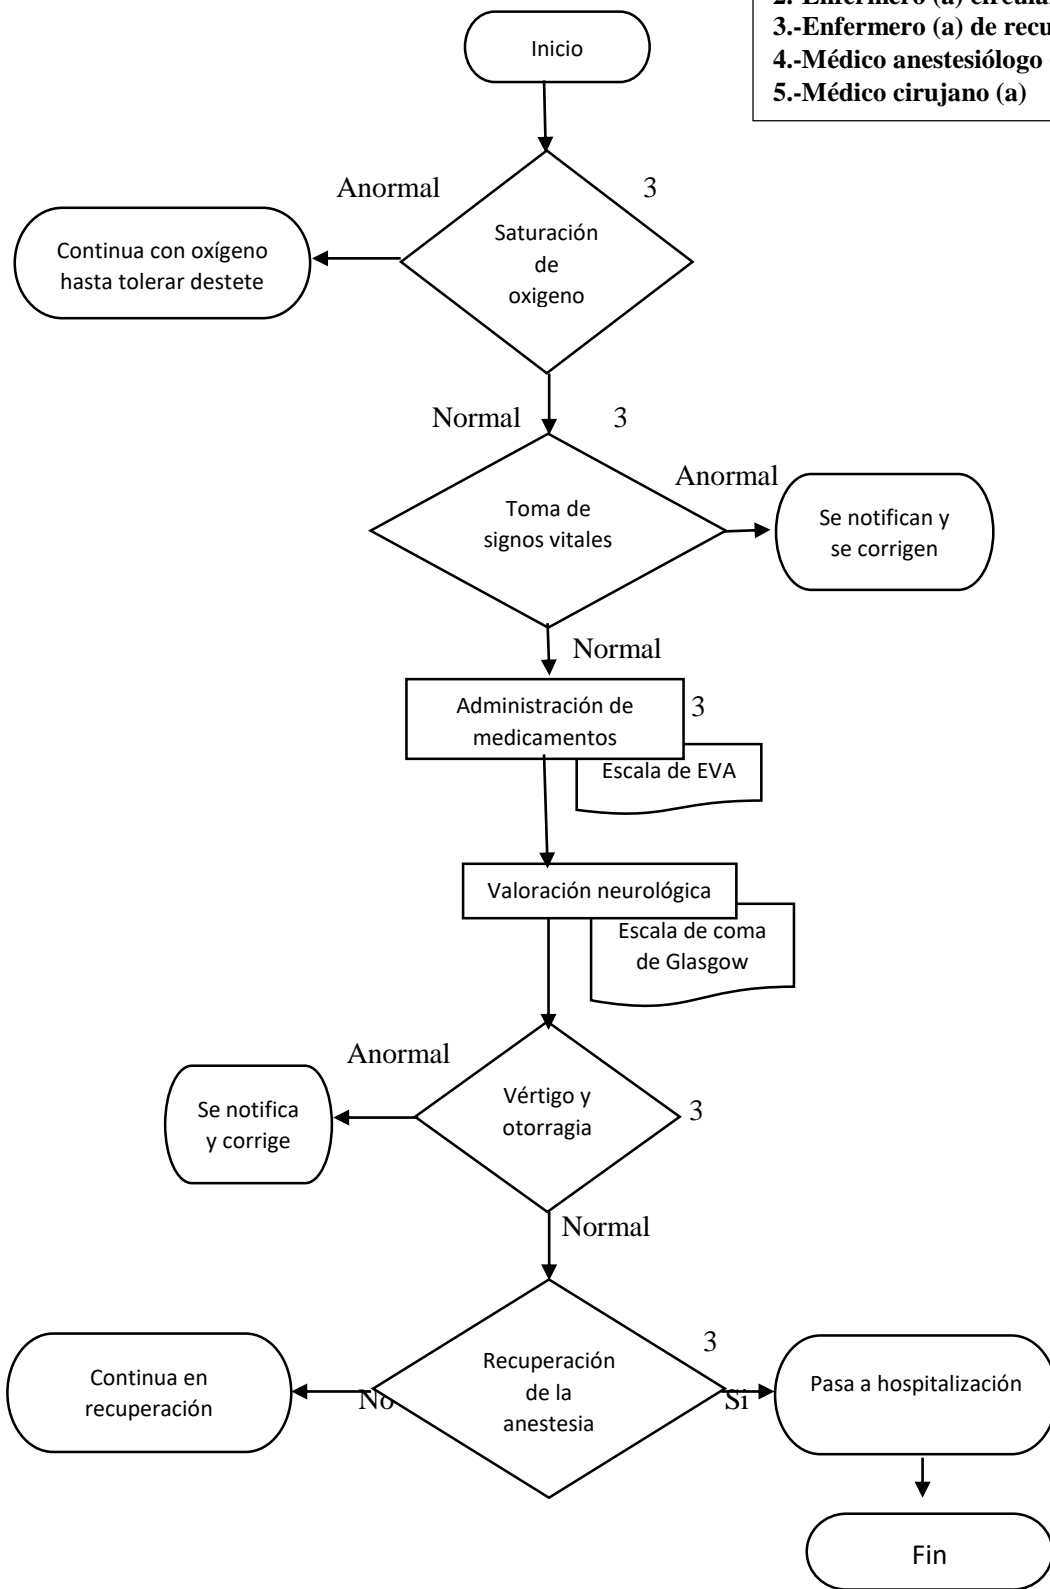 2.-Enfermero (a)
3.-Enfermero (a) de
4.-Médico anestesiólogo
5.-Médico cirujano (a)
Inicio
Anormal
3
Saturación
de
oxigeno
Continua con oxígeno
hasta tolerar destete
Normal
3
Anormal
Toma de
signos vitales
Se notifican y
se corrigen
Normal
Administración de
medicamentos
3
Escala de EVA
Valoración neurológica
Escala de coma
de Glasgow
Anormal
Vértigo y
otorragia
3
Se notifica
y corrige
Normal
3
Recuperación
de la
anestesia
Continua en
recuperación
No
Si
Pasa a hospitalización
Fin